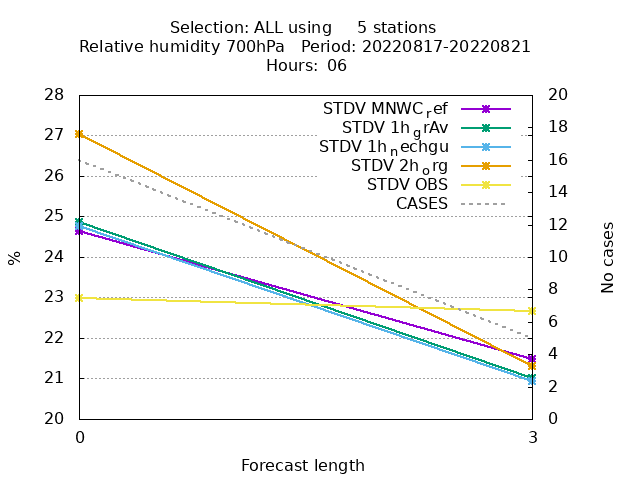 Selection: ALL using 5 stations
Relative humidity 700hPa Period: 20220817-20220821
Hours: 06
28 20
STDV MNWC_ref
27 18
STDV 1h_grAv
STDV 1h_nechgu
26 16
STDV 2h_org
STDV OBS
14
CASES
25 12
24 10
%
No cases
23 8
6
22 4
21 2
20 0
0 3
Forecast length